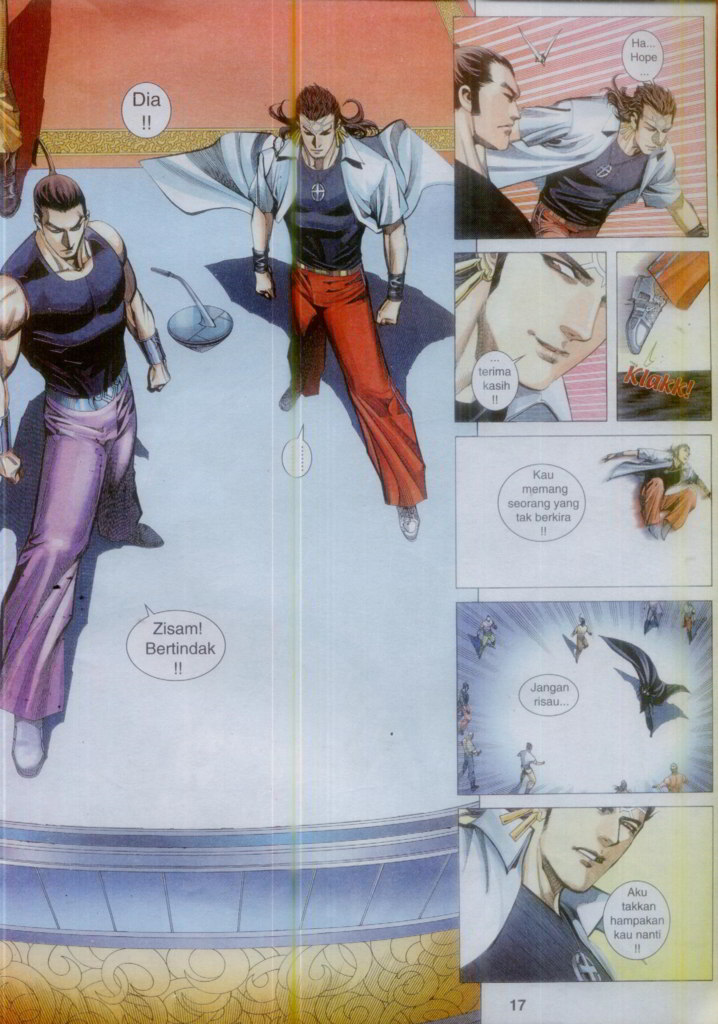 Dia
!!
.......
Zisam!
Bertindak
!!
Ha...
Hope
...
...
terima
kasih
!!
Klakk!
Kau
memang
seorang yang
tak berkira
!!
Jangan
risau...
Aku
takkan
hampakan
kau nanti
!!
17